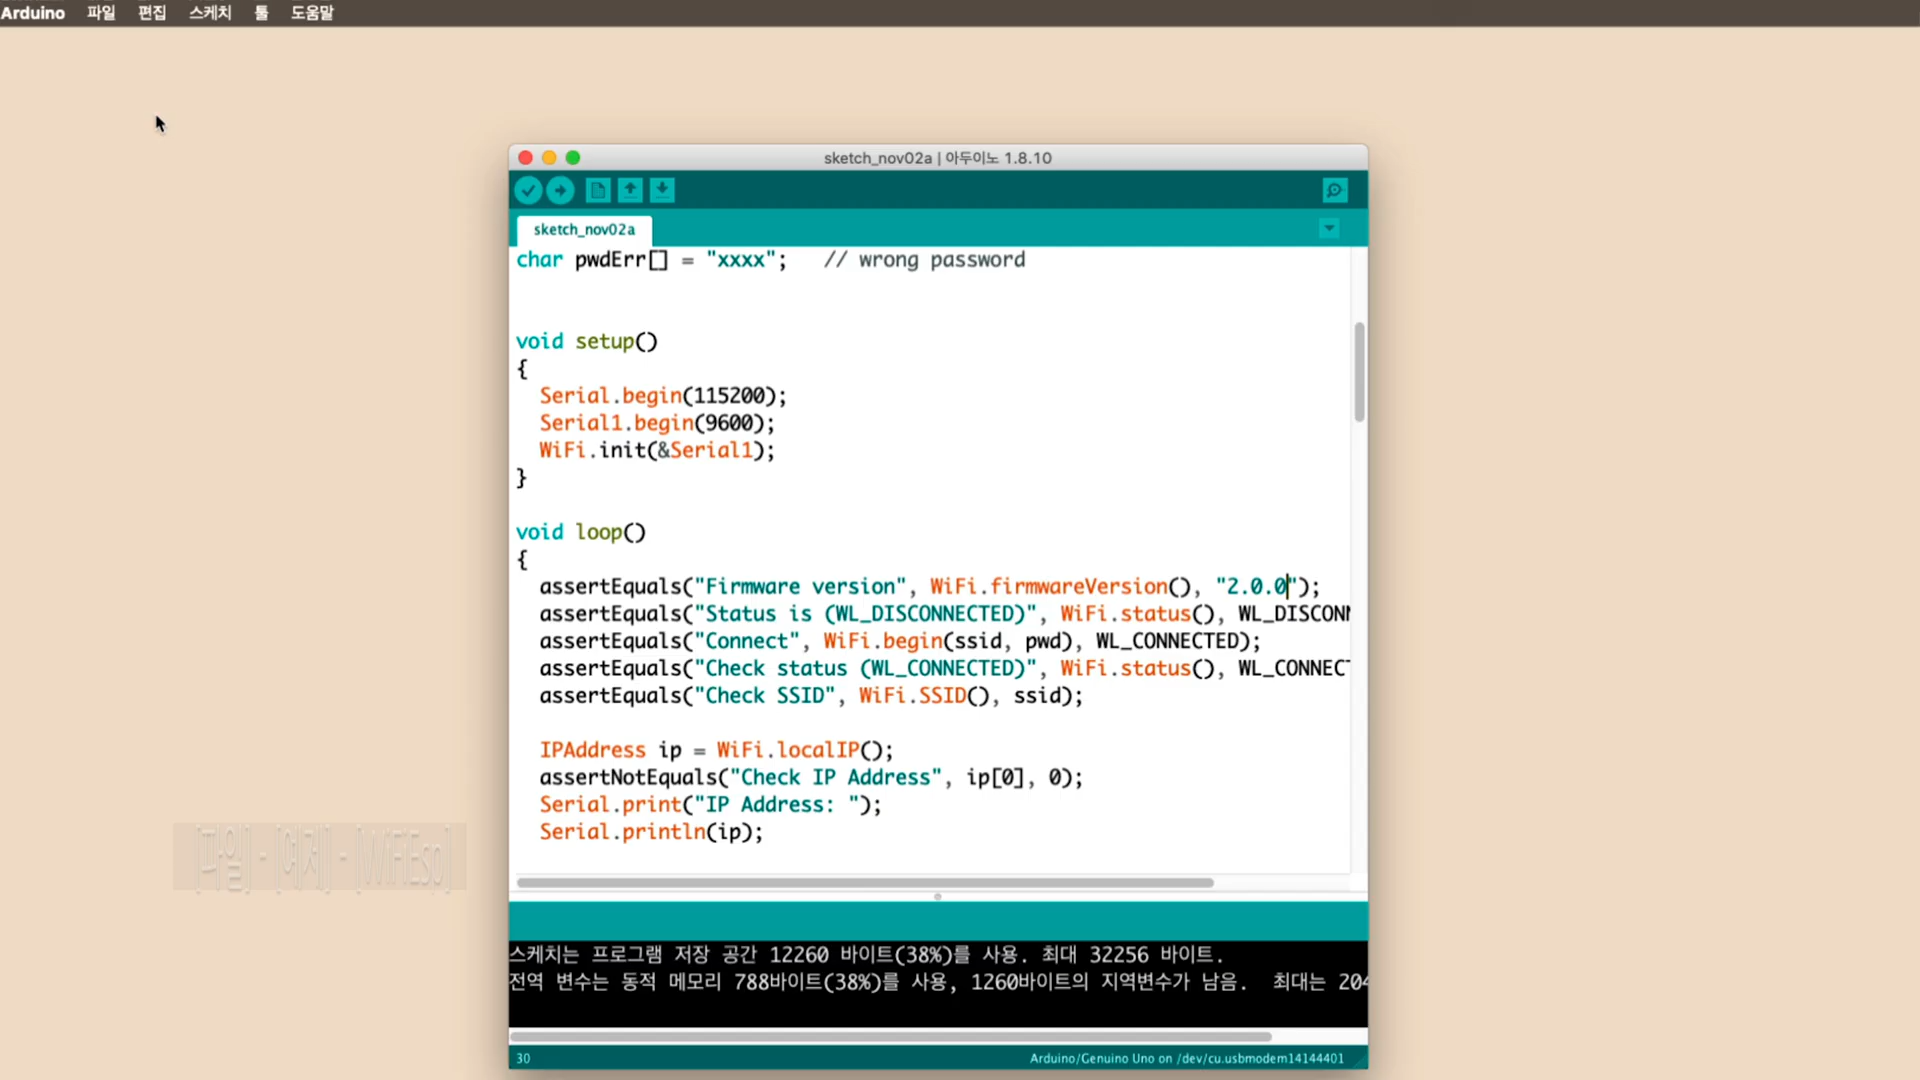 Arduino 파일 편집 스케치 툴 도움말
sketch_nov02a | 아두이노 1.8.10
sketch_nov02a
char pwdErr[] = "xxxx";   // wrong password
void setup()
{
  Serial.begin(115200);
  Serial1.begin(9600);
  WiFi.init(&Serial1);
}
void loop()
{
  assertEquals("Firmware version", WiFi.firmwareVersion(), "2.0.0");
  assertEquals("Status is (WL_DISCONNECTED)", WiFi.status(), WL_DISCONN
  assertEquals("Connect", WiFi.begin(ssid, pwd), WL_CONNECTED);
  assertEquals("Check status (WL_CONNECTED)", WiFi.status(), WL_CONNECT
  assertEquals("Check SSID", WiFi.SSID(), ssid);
  IPAddress ip = WiFi.localIP();
  assertNotEquals("Check IP Address", ip[0], 0);
  Serial.print("IP Address: ");
  Serial.println(ip);
[파일] - [예제] - [WiFiEsp]
스케치는 프로그램 저장 공간 12260 바이트(38%)를 사용. 최대 32256 바이트.
전역 변수는 동적 메모리 788바이트(38%)를 사용, 1260바이트의 지역변수가 남음.  최대는 204
30
Arduino/Genuino Uno on /dev/cu.usbmodem14144401